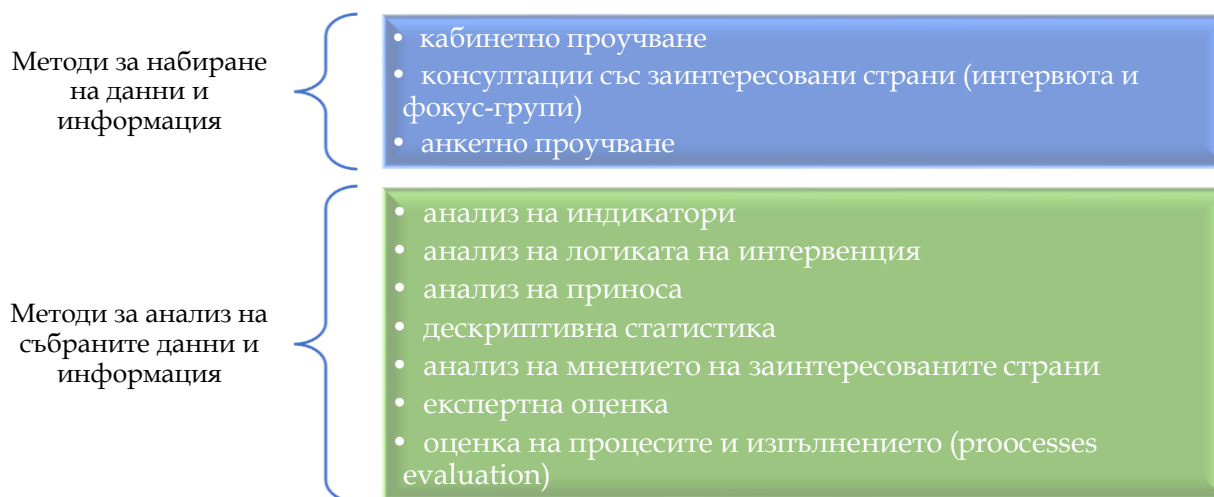 Методи за набиране
на данни и
информация
• кабинетно проучване
• консултации със заинтересовани страни (интервюта и
фокус-групи)
• анкетно проучване
Методи за анализ на
събраните данни и
информация
• анализ на индикатори
• анализ на логиката на интервенция
• анализ на приноса
• дескриптивна статистика
• анализ на мнението на заинтересованите страни
• експертна оценка
• оценка на процесите и изпълнението (proocesses
evaluation)